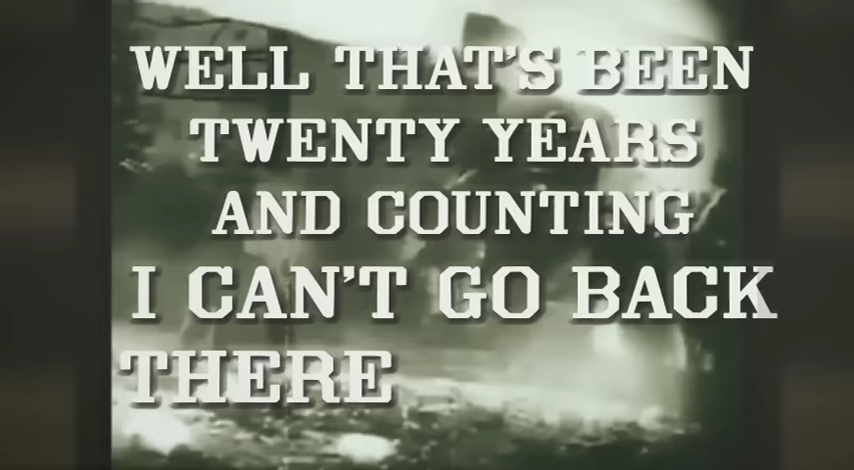 WELL THAT'S BEEN
TWENTY YEARS
AND COUNTING
I CAN'T GO BACK
THERE